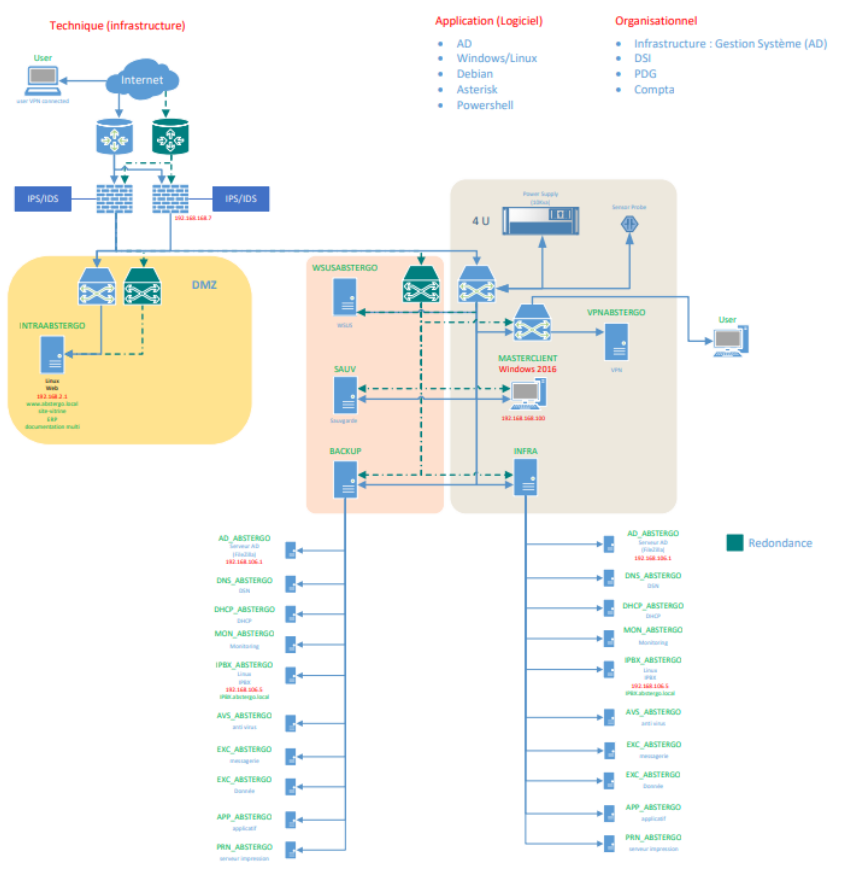 Technique (infrastructure)
Application (Logiciel)
• AD
• Windows/Linux
• Debian
• Asterisk
• Powershell
Organisationnel
• Infrastructure : Gestion Système (AD)
• DSI
• PDG
• Compta
User
user VPN connected
Internet
IPS/IDS
IPS/IDS
192.168.168.7
DMZ
INTRAABSTERGO
Linux
Web
192.168.2.1
www.abstergo.local
site vitrine
ERP
documentation multi
WSUSABSTERGO
WSUS
SAUV
Sauvgarde
BACKUP
4 U
Power Supply
Sensor Probe
VPNABSTERGO
VPN
MASTERCLIENT
Windows 2016
192.168.168.100
INFRA
User
Redondance
AD_ABSTERGO
Serveur AD
(FileZilla)
192.168.106.1
DNS_ABSTERGO
DSN
DHCP_ABSTERGO
DHCP
MON_ABSTERGO
Monitoring
IPBX_ABSTERGO
Linux
IPBX
192.168.106.5
IPBX.abstergo.local
AVS_ABSTERGO
anti-virus
EXC_ABSTERGO
messagerie
EXC_ABSTERGO
Donnée
APP_ABSTERGO
applicatif
PRN_ABSTERGO
serveur impression
AD_ABSTERGO
Serveur AD
(FileZilla)
192.168.106.1
DNS_ABSTERGO
DSN
DHCP_ABSTERGO
DHCP
MON_ABSTERGO
Monitoring
IPBX_ABSTERGO
Linux
IPBX
192.168.106.5
IPBX.abstergo.local
AVS_ABSTERGO
anti-virus
EXC_ABSTERGO
messagerie
EXC_ABSTERGO
Donnée
APP_ABSTERGO
applicatif
PRN_ABSTERGO
serveur impression